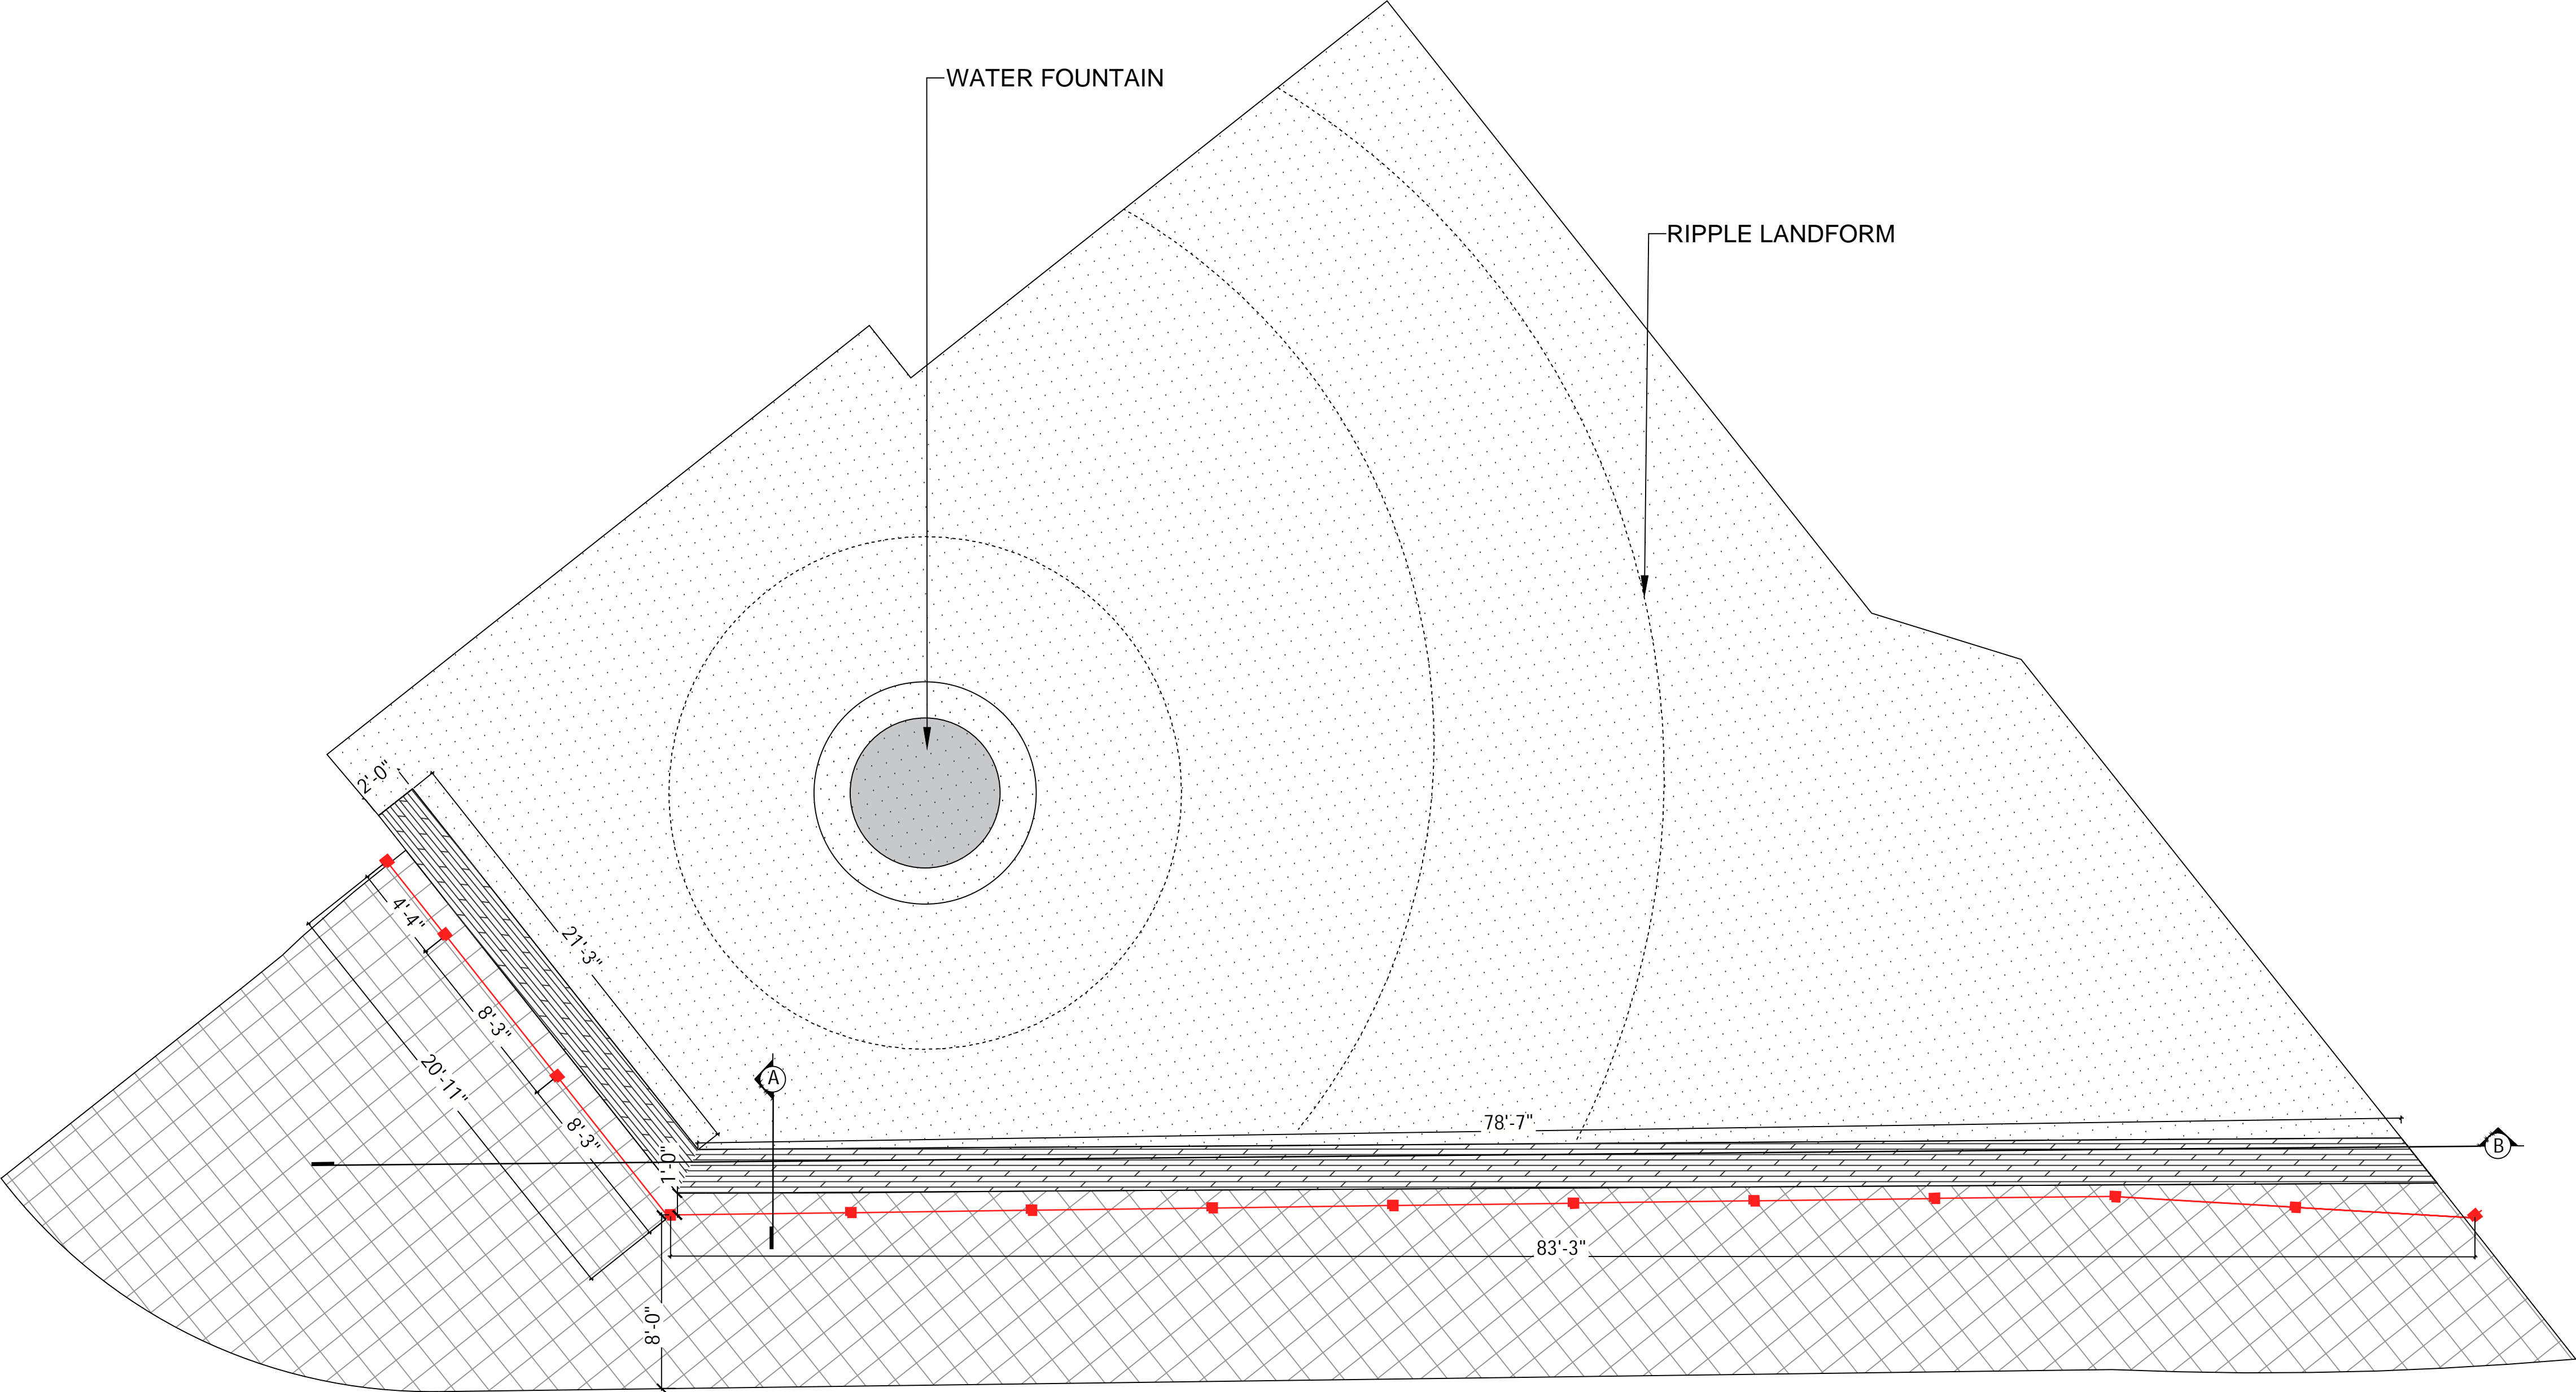 WATER FOUNTAIN
RIPPLE LANDFORM
2'-0"
4'-4"
21'-3"
8'-3"
20'-11"
A
8'-3"
78'-7"
B
1'-0"
83'-3"
8'-0"